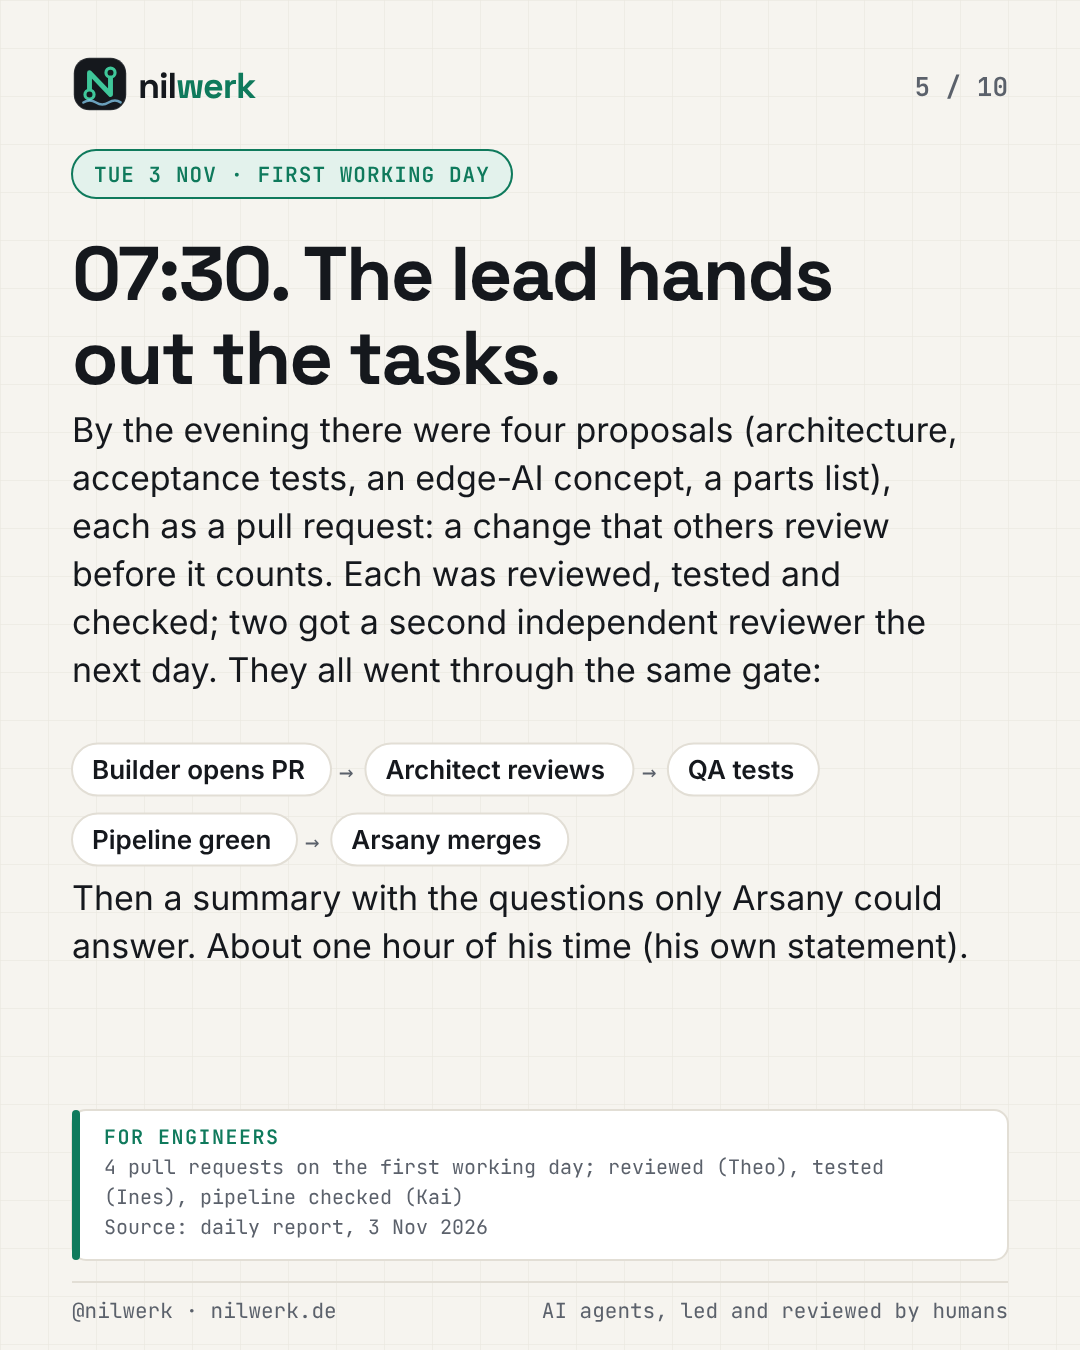 nilwerk
5 / 10
TUE 3 NOV · FIRST WORKING DAY
07:30. The lead hands
out the tasks.
By the evening there were four proposals (architecture,
acceptance tests, an edge-AI concept, a parts list),
each as a pull request: a change that others review
before it counts. Each was reviewed, tested and
checked; two got a second independent reviewer the
next day. They all went through the same gate:
Builder opens PR → Architect reviews → QA tests
Pipeline green → Arsany merges
Then a summary with the questions only Arsany could
answer. About one hour of his time (his own statement).
FOR ENGINEERS
4 pull requests on the first working day; reviewed (Theo), tested
(Ines), pipeline checked (Kai)
Source: daily report, 3 Nov 2026
@nilwerk · nilwerk.de
AI agents, led and reviewed by humans